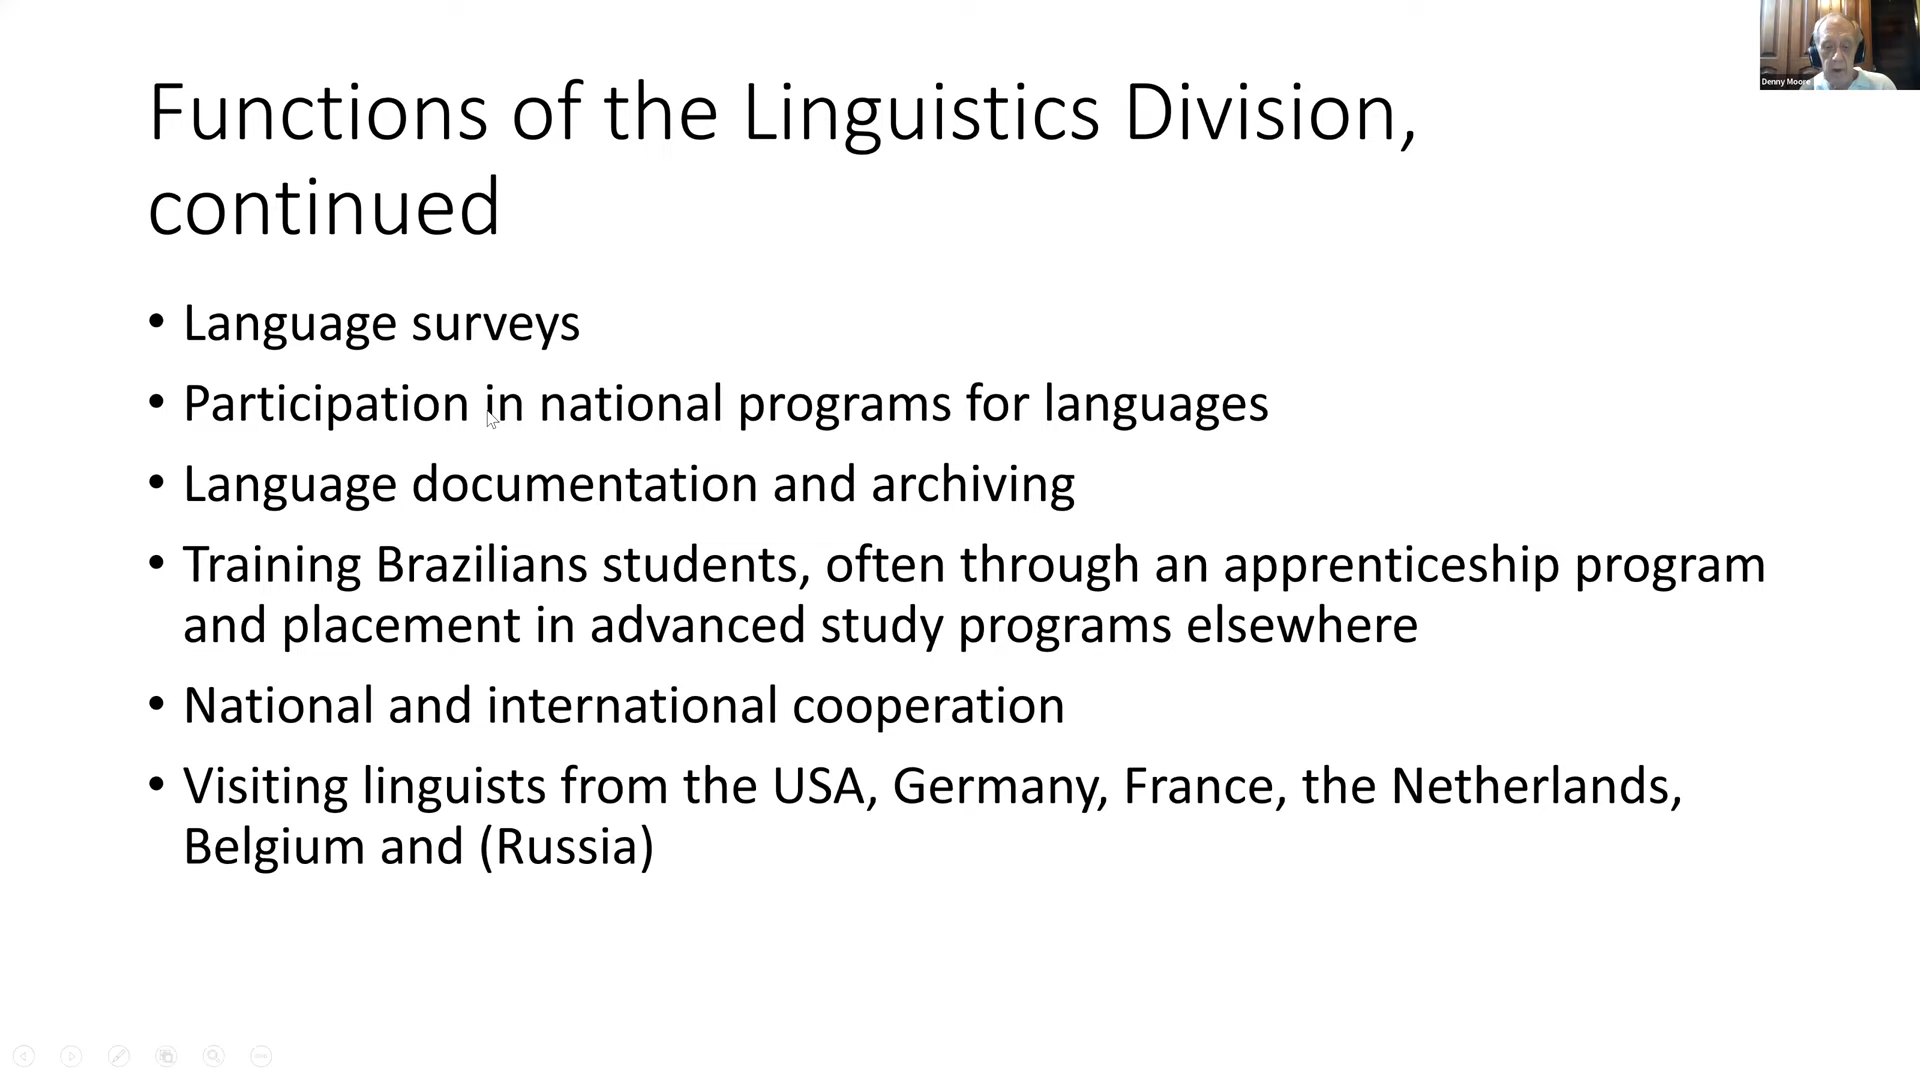 Functions of the Linguistics Division,
continued
• Language surveys
• Participation in national programs for languages
• Language documentation and archiving
• Training Brazilians students, often through an apprenticeship program
and placement in advanced study programs elsewhere
• National and international cooperation
• Visiting linguists from the USA, Germany, France, the Netherlands,
Belgium and (Russia)
Denny Moore